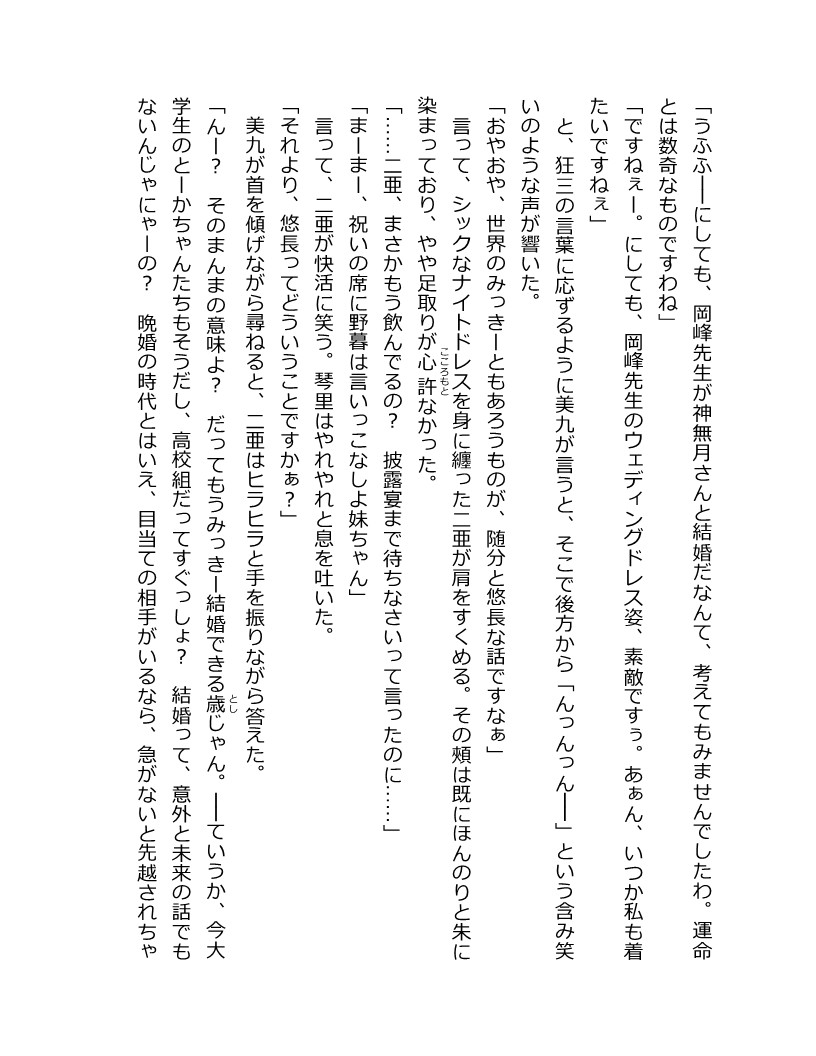 「うふふ――にしても、岡峰先生が神無月さんと結婚だなんて、考えてもみませんでしたわ。運命
とは数奇なものですわね」
「ですねぇー。にしても、岡峰先生のウェディングドレス姿、素敵ですぅ。あぁん、いつか私も着
たいですねぇ」
　と、狂三の言葉に応ずるように美九が言うと、そこで後方から「んっんっん――」という含み笑
いのような声が響いた。
「おやおや、世界のみっきーともあろうものが、随分と悠長な話ですなぁ」
　言って、シックなナイトドレスを身に纏った二亜が肩をすくめる。その頰は既にほんのりと朱に
染まっており、やや足取りが心許なかった。
こころもと
「……二亜、まさかもう飲んでるの？　披露宴まで待ちなさいって言ったのに……」
「まーまー、祝いの席に野暮は言いっこなしよ妹ちゃん」
　言って、二亜が快活に笑う。琴里はやれやれと息を吐いた。
「それより、悠長ってどういうことですかぁ？」
　美九が首を傾げながら尋ねると、二亜はヒラヒラと手を振りながら答えた。
「んー？　そのまんまの意味よ？　だってもうみっきー結婚できる歳じゃん。――ていうか、今大
とし
学生のとーかちゃんたちもそうだし、高校組だってすぐっしょ？　結婚って、意外と未来の話でも
ないんじゃにゃーの？　晩婚の時代とはいえ、目当ての相手がいるなら、急がないと先越されちゃ